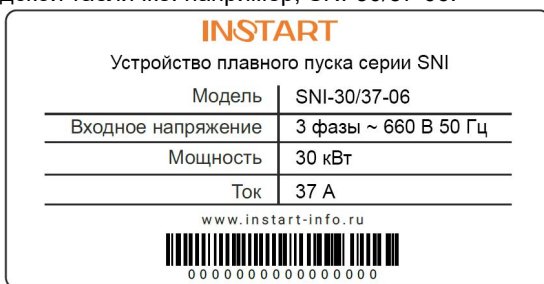 INSTART
Устройство плавного пуска серии SNI
Модель SNI-30/37-06
Входное напряжение 3 фазы ~ 660 В 50 Гц
Мощность 30 кВт
Ток 37 А
www.instart-info.ru
0000000000000000